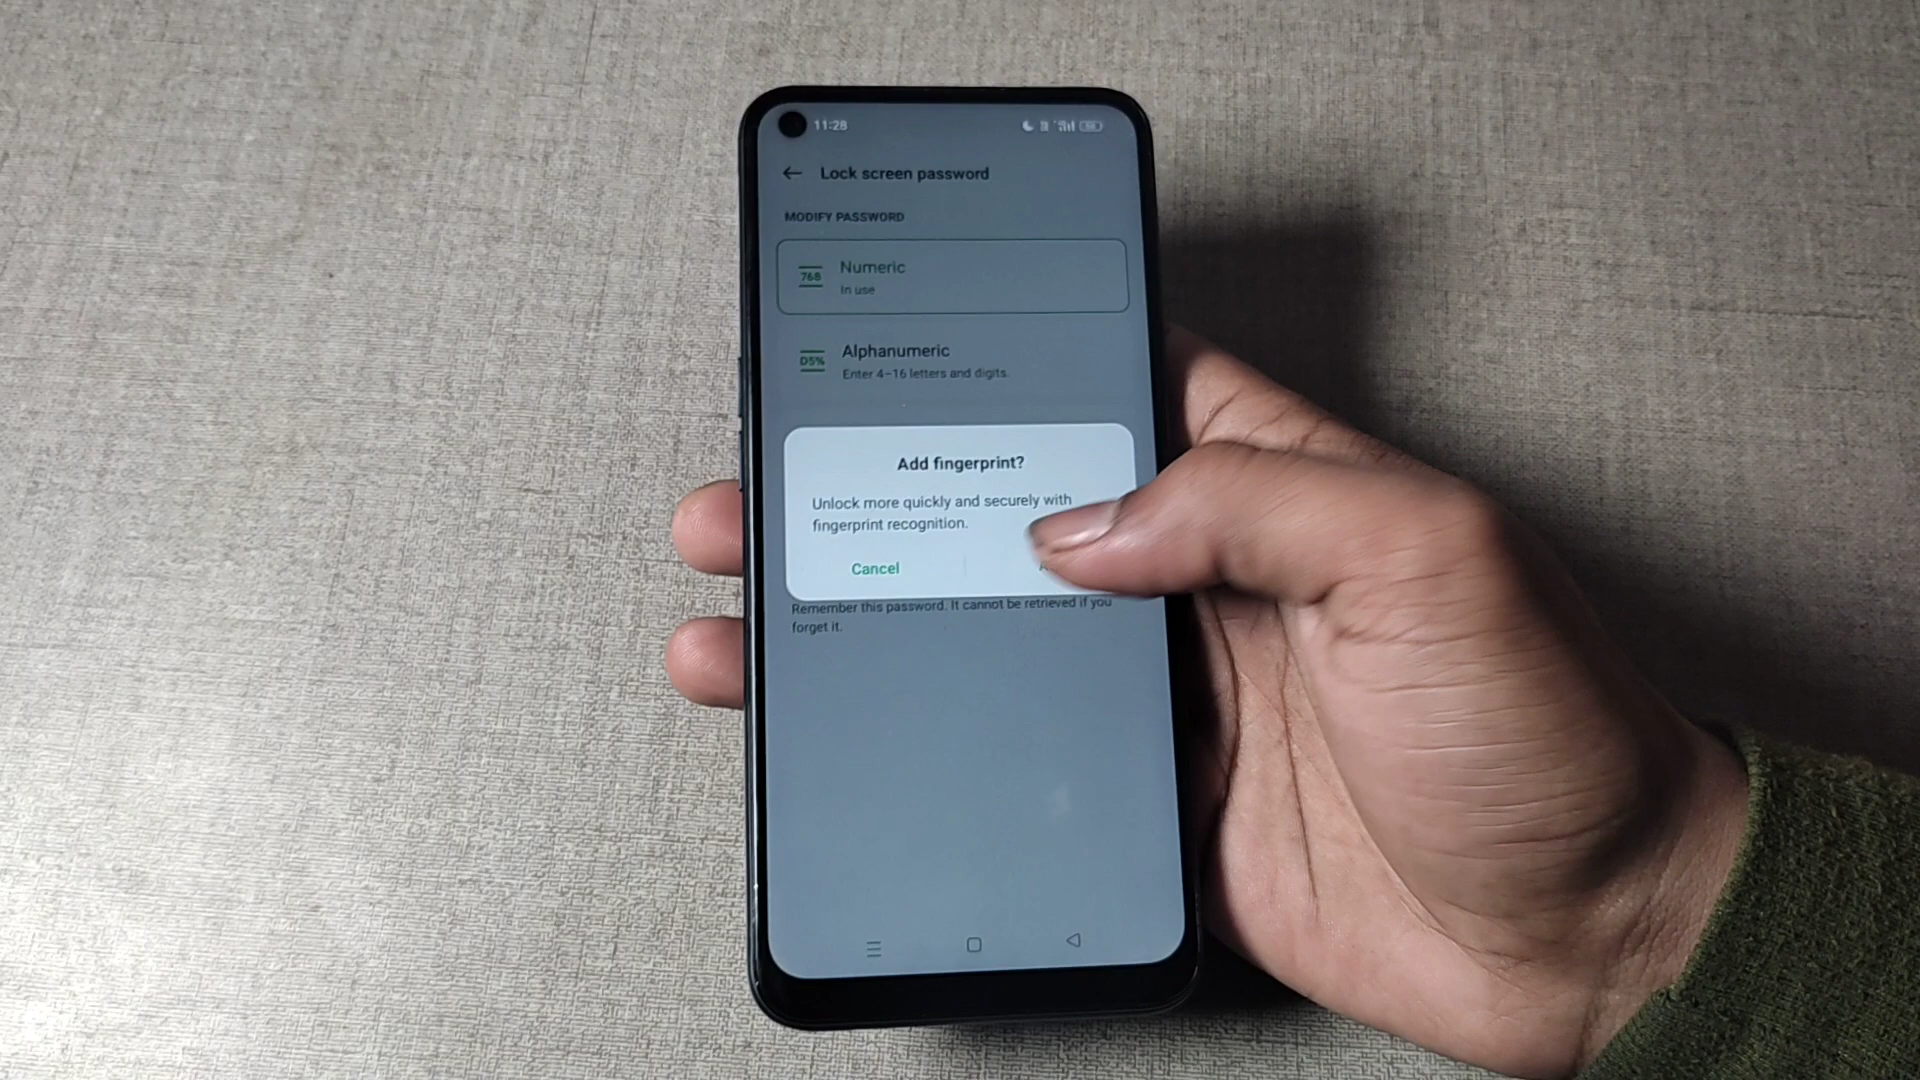 11:28
Lock screen password
MODIFY PASSWORD
768
Numeric
In use
D5%
Alphanumeric
Enter 4-16 letters and digits.
Add fingerprint?
Unlock more quickly and securely with
fingerprint recognition.
Cancel
Remember this password. It cannot be retrieved if you
forget it.